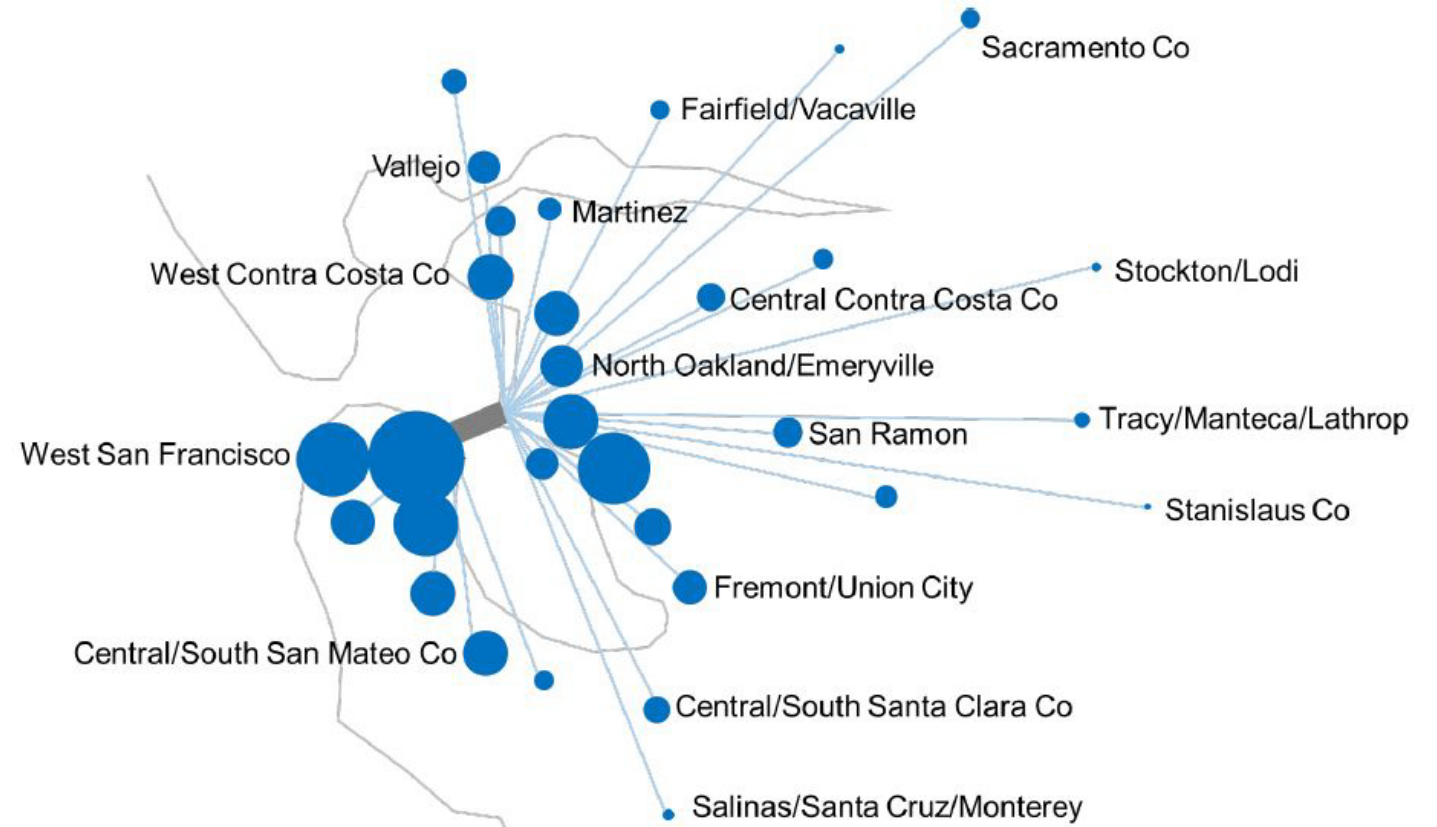 Sacramento Co
Fairfield/Vacaville
Vallejo
Martinez
West Contra Costa Co
Stockton/Lodi
Central Contra Costa Co
North Oakland/Emeryville
Tracy/Manteca/Lathrop
San Ramon
West San Francisco
Stanislaus Co
Fremont/Union City
Central/South San Mateo Co
Central/South Santa Clara Co
Salinas/Santa Cruz/Monterey